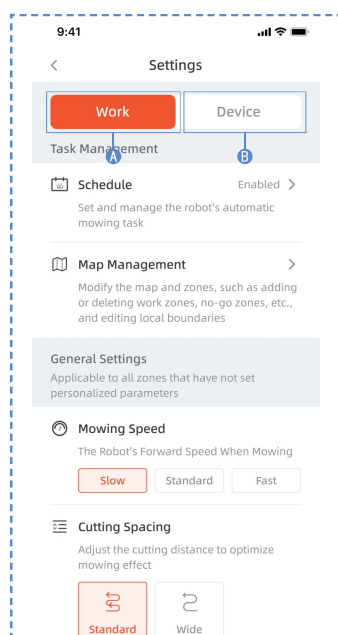 9:41
Settings
Work
Device
Task Management
A
B
Schedule
Enabled
Set and manage the robot's automatic
mowing task
Map Management
Modify the map and zones, such as adding
or deleting work zones, no-go zones, etc.,
and editing local boundaries
General Settings
Applicable to all zones that have not set
personalized parameters
Mowing Speed
The Robot's Forward Speed When Mowing
Slow
Standard
Fast
Cutting Spacing
Adjust the cutting distance to optimize
mowing effect
Standard
Wide